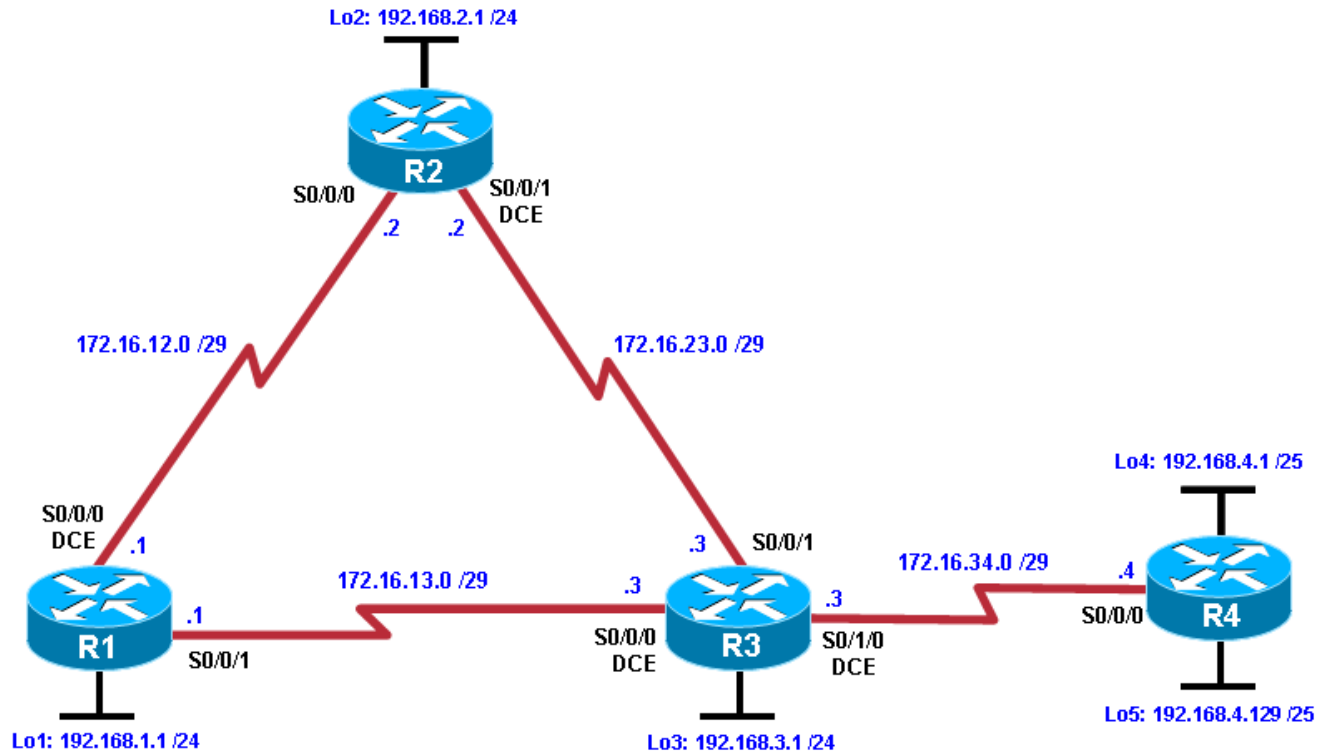 Lo2: 192.168.2.1 /24
R2
S0/0/0
S0/0/1
DCE
.2
.2
172.16.12.0 /29
172.16.23.0 /29
S0/0/0
DCE
.1
.3
S0/0/1
Lo4: 192.168.4.1 /25
172.16.34.0 /29
.4
172.16.13.0 /29
.3
.3
S0/0/0
R4
.1
R1
S0/0/1
S0/0/0
DCE
R3
S0/1/0
DCE
Lo5: 192.168.4.129 /25
Lo1: 192.168.1.1 /24
Lo3: 192.168.3.1 /24